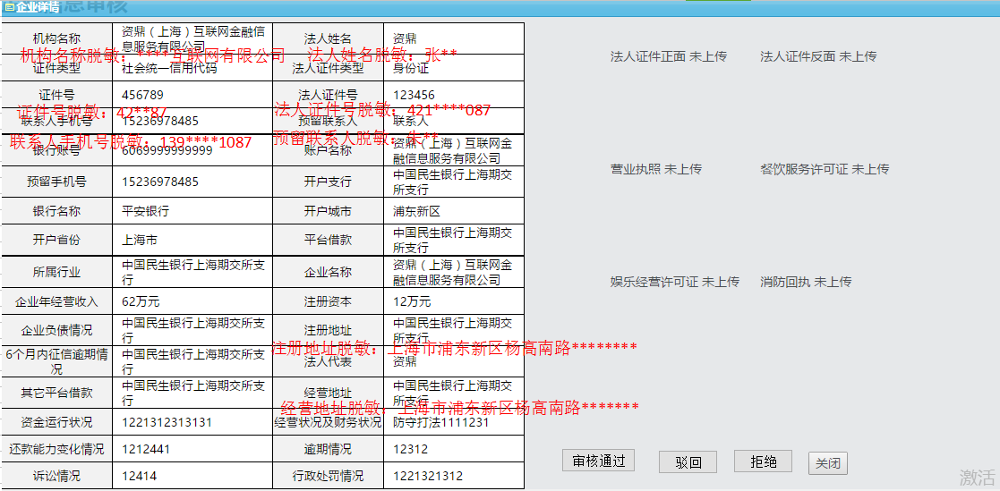 企业详情
机构名称 资鼎（上海）互联网金融信 法人姓名 资鼎
息服务有限公司
机构名称脱敏：****互联网有限公司 法人姓名脱敏：张**
法人证件正面 未上传 法人证件反面 未上传
证件类型 社会统一信用代码 法人证件类型 身份证
证件号 456789 法人证件号 123456
证件号脱敏：42**87 法人证件号脱敏：421****087
联系人手机号 15236978485 预留联系人 联系人
联系人手机号脱敏：139****1087 预留联系人脱敏：朱**
银行账号 6069999999999 账户名称 资鼎（上海）互联网金
融信息服务有限公司
营业执照 未上传 餐饮服务许可证 未上传
预留手机号 15236978485 开户支行 中国民生银行上海期交
所支行
银行名称 平安银行 开户城市 浦东新区
开户省份 上海市 平台借款 中国民生银行上海期交
所支行
所属行业 中国民生银行上海期交所支 企业名称 资鼎（上海）互联网金
行 融信息服务有限公司
娱乐经营许可证 未上传 消防回执 未上传
企业年经营收入 62万元 注册资本 12万元
企业负债情况 中国民生银行上海期交所支 注册地址 中国民生银行上海期交
行 所支行
注册地址脱敏：上海市浦东新区杨高南路********
6个月内征信逾期情 中国民生银行上海期交所支 法人代表 资鼎
况 行
其它平台借款 中国民生银行上海期交所支 经营地址 中国民生银行上海期交
行 所支行
经营地址脱敏：上海市浦东新区杨高南路*******
资金运行状况 1221312313131 经营状况及财务状况 防守打法1111231
还款能力变化情况 1212441 逾期情况 12312
审核通过 驳回 拒绝 关闭
诉讼情况 12414 行政处罚情况 1221321312
激活